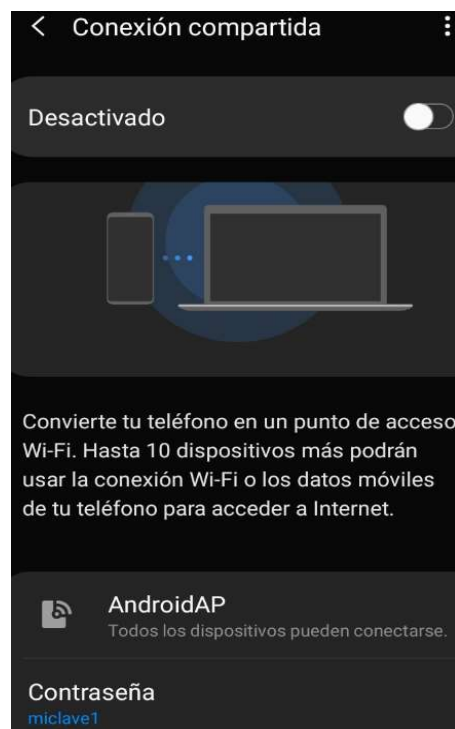 Conexión compartida
Desactivado
Convierte tu teléfono en un punto de acceso
Wi-Fi. Hasta 10 dispositivos más podrán
usar la conexión Wi-Fi o los datos móviles
de tu teléfono para acceder a Internet.
AndroidAP
Todos los dispositivos pueden conectarse.
Contraseña
miclave1